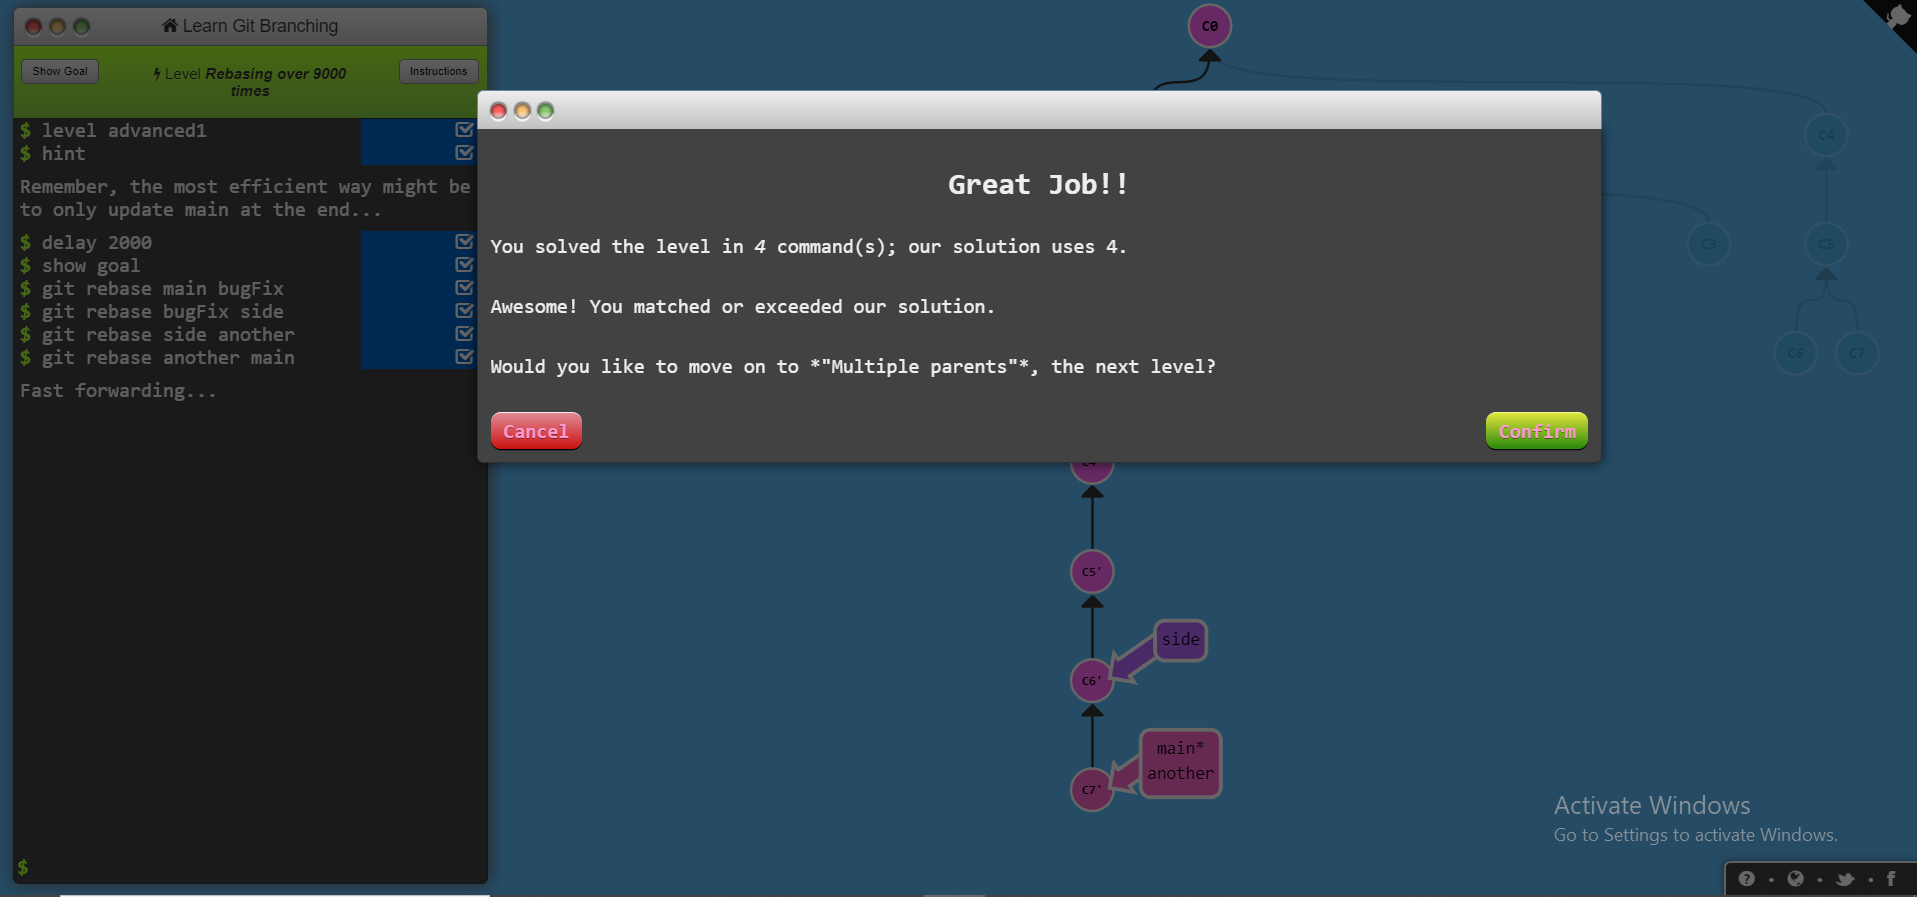 Learn Git Branching
Show Goal
Level Rebasing over 9000
times
Instructions
$ level advanced1
$ hint
Remember, the most efficient way might be
to only update main at the end...
$ delay 2000
$ show goal
$ git rebase main bugFix
$ git rebase bugFix side
$ git rebase side another
$ git rebase another main
Fast forwarding...
$
C0
C4
C3
C5
C6
C7
Great Job!!
You solved the level in 4 command(s); our solution uses 4.
Awesome! You matched or exceeded our solution.
Would you like to move on to *"Multiple parents"*, the next level?
Cancel
Confirm
C5'
side
C6'
main*
another
C7'
Activate Windows
Go to Settings to activate Windows.